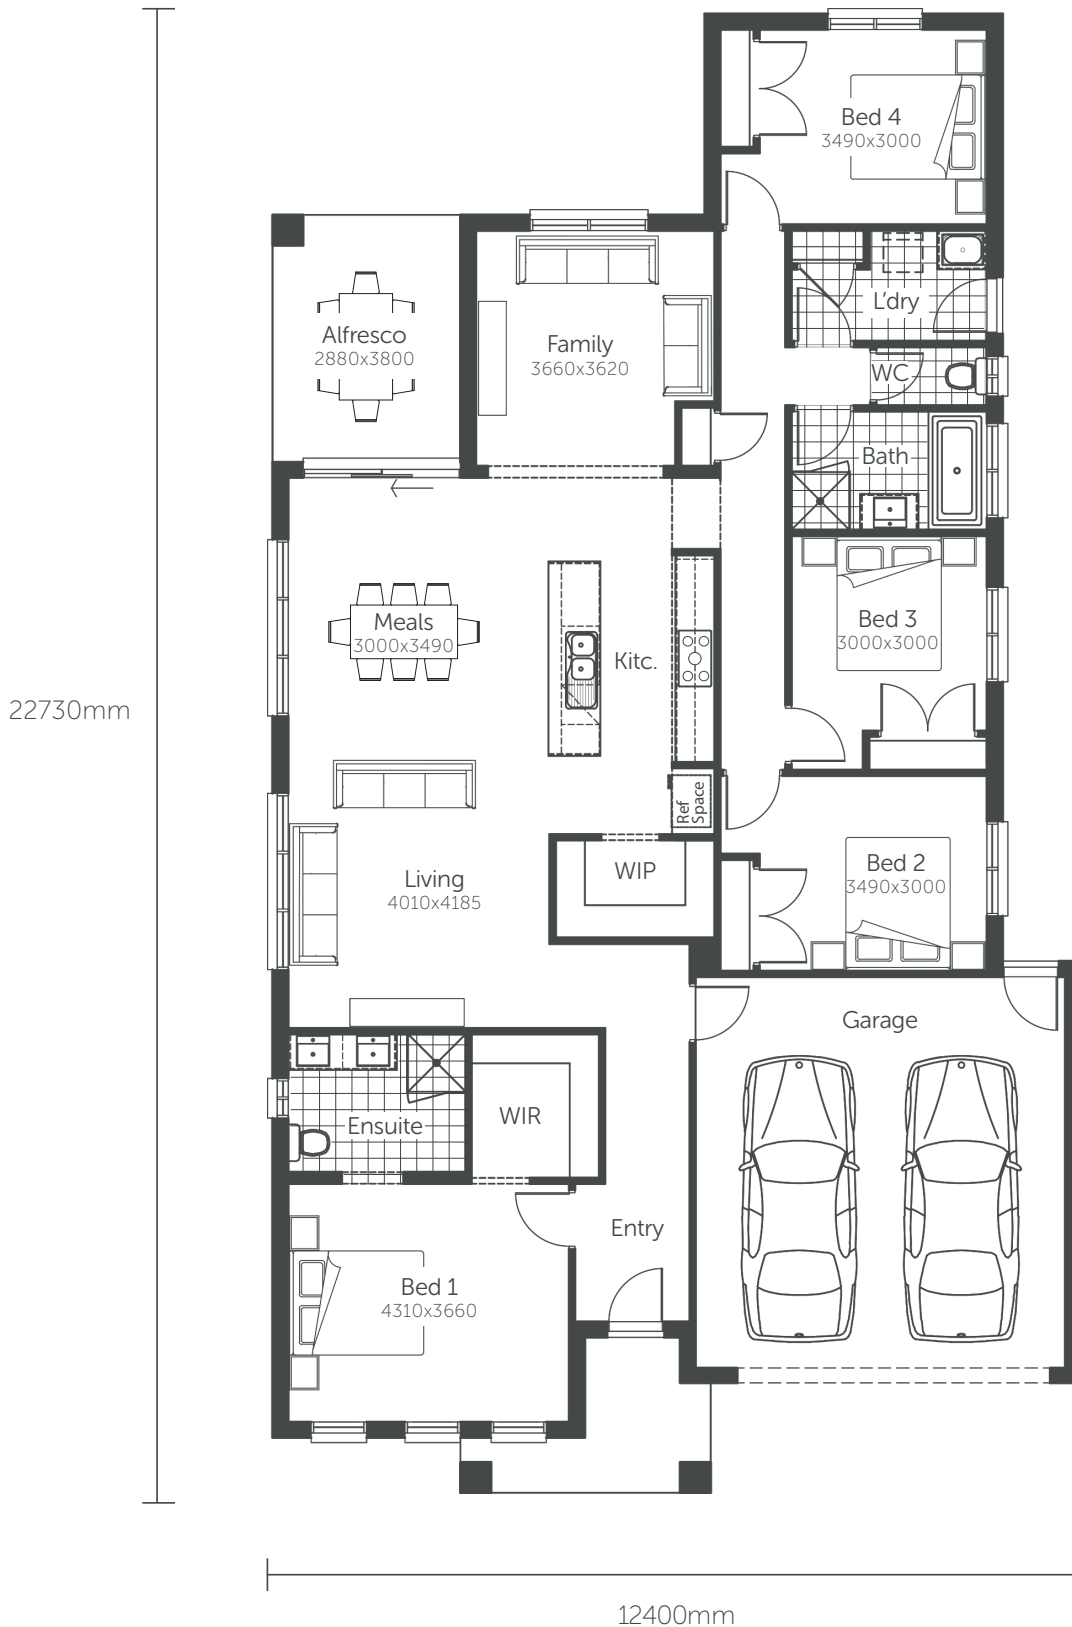 Bed 4
3490x3000
L'dry
Alfresco
2880x3800
Family
3660x3620
WC
Bath
Meals
3000x3490
Kitc.
Bed 3
3000x3000
22730mm
Ref
Space
WIP
Bed 2
3490x3000
Living
4010x4185
Garage
WIR
Ensuite
Entry
Bed 1
4310x3660
12400mm